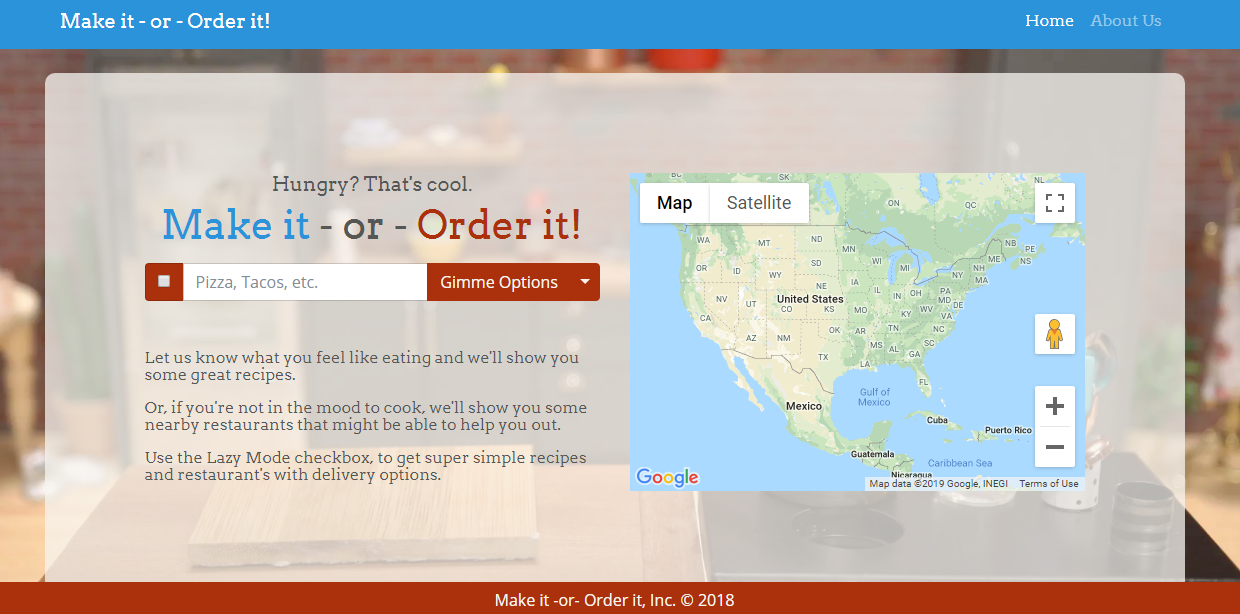 Make it - or - Order it!
Home
About Us
Hungry? That's cool.
Make it - or - Order it!
Pizza, Tacos, etc.
Gimme Options
Let us know what you feel like eating and we'll show you
some great recipes.
Or, if you're not in the mood to cook, we'll show you some
nearby restaurants that might be able to help you out.
Use the Lazy Mode checkbox, to get super simple recipes
and restaurant's with delivery options.
Map
Satellite
BC
SK
NL
ON
QC
WA
MT
ND
MN
NB
PE
OR
ID
SD
WI
MI
ME
NS
WY
NY
NH
MA
NE
IA
IL
IN
OH
PA
NV
UT
United States
CO
KS
MO
KY
WV
MD
DE
VA
CA
AZ
NM
OK
AR
TN
NC
MS
AL
SC
GA
TX
LA
FL
Gulf of
Mexico
Mexico
Cuba
Puerto Rico
Guatemala
Caribbean Sea
Nicaragua
Google
Map data ©2019 Google, INEGI
Terms of Use
Make it -or- Order it, Inc. © 2018